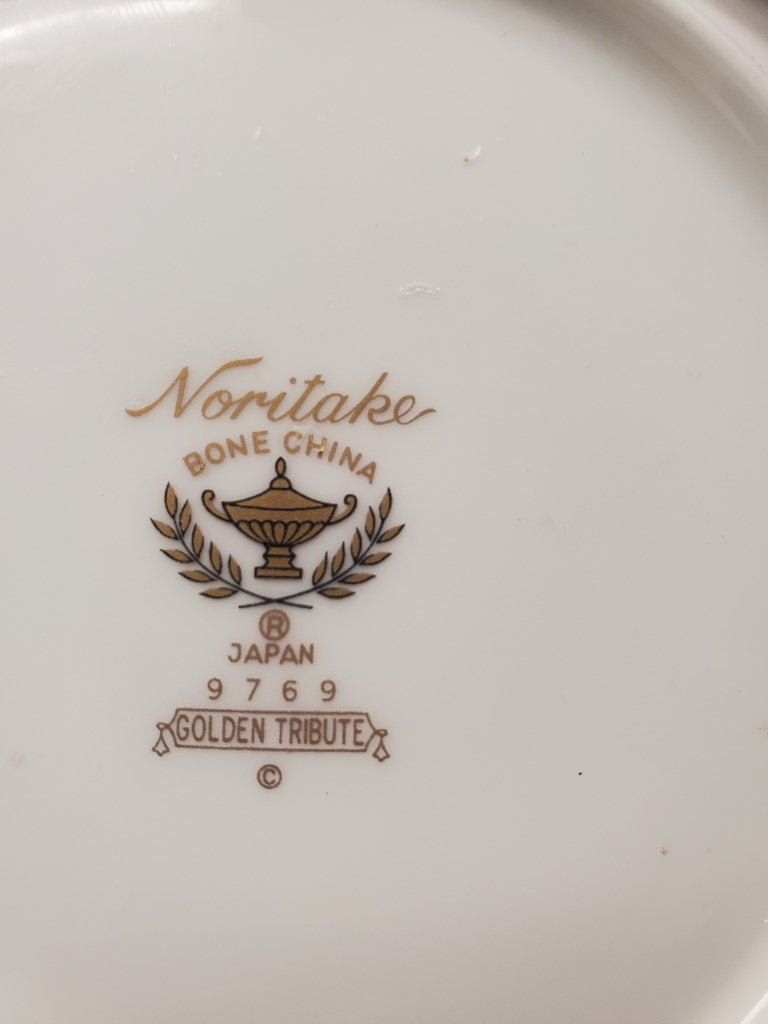 Noritake
BONE CHINA
®
JAPAN
9769
GOLDEN TRIBUTE
©